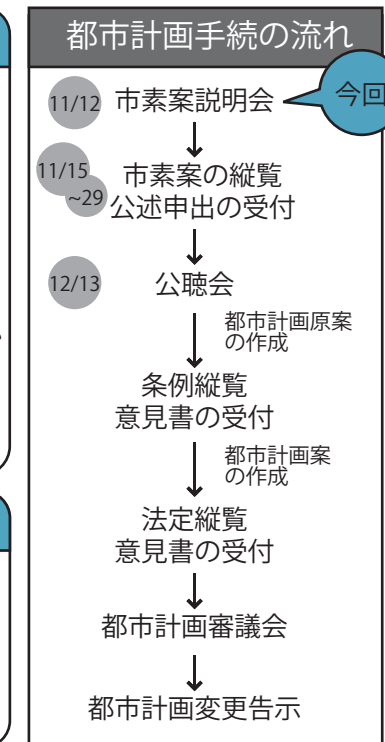 都市計画手続の流れ
11/12 市素案説明会 今回
11/15
~29
市素案の縦覧
公述申出の受付
12/13 公聴会
都市計画原案
の作成
条例縦覧
意見書の受付
都市計画案
の作成
法定縦覧
意見書の受付
都市計画審議会
都市計画変更告示